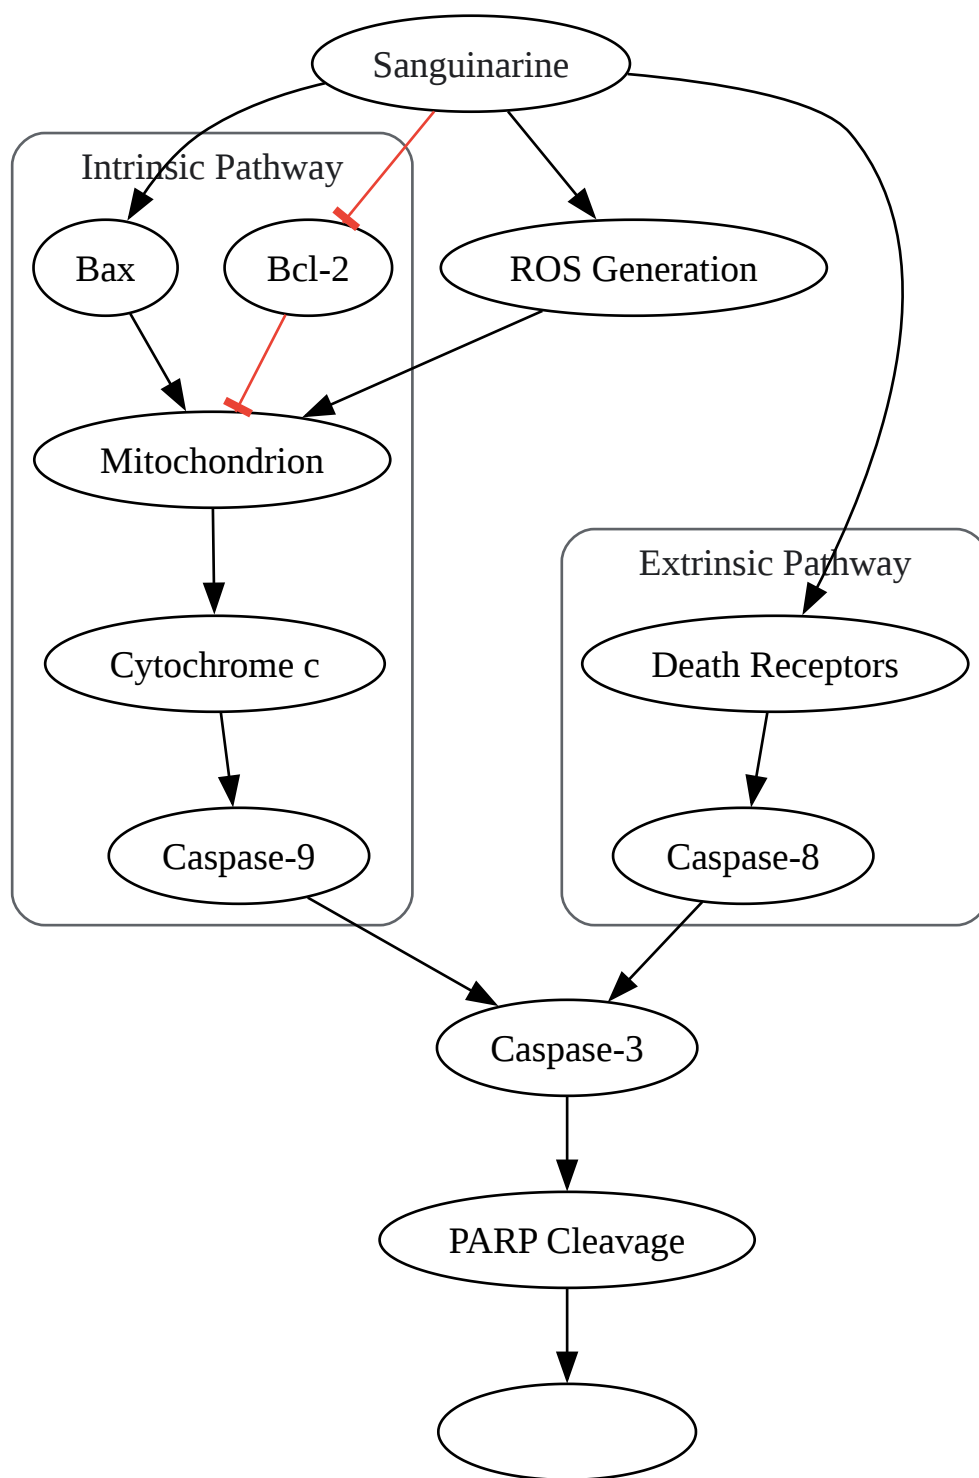 Sanguinarine
Intrinsic Pathway
Bax
Bcl-2
ROS Generation
Mitochondrion
Extrinsic Pathway
Cytochrome c
Death Receptors
Caspase-9
Caspase-8
Caspase-3
PARP Cleavage